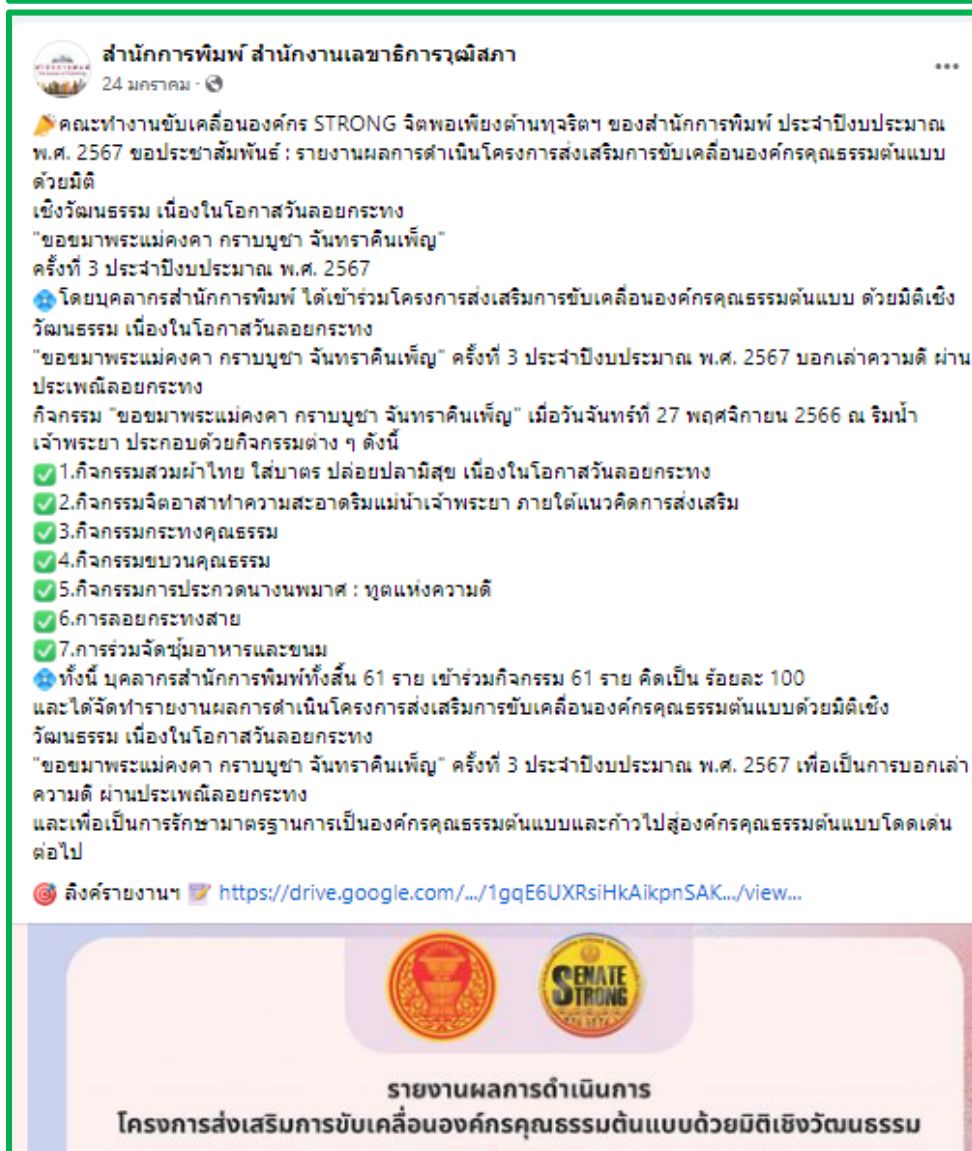 สำนักการพิมพ์ สำนักงานเลขาธิการวุฒิสภา
24 มกราคม ·
คณะทำงานขับเคลื่อนองค์กร STRONG จิตพอเพียงต้านทุจริตฯ ของสำนักการพิมพ์ ประจำปีงบประมาณ
พ.ศ. 2567 ขอประชาสัมพันธ์ : รายงานผลการดำเนินโครงการส่งเสริมการขับเคลื่อนองค์กรคุณธรรมต้นแบบ
ด้วยมิติ
เชิงวัฒนธรรม เนื่องในโอกาสวันลอยกระทง
"ขอขมาพระแม่คงคา กราบบูชา จันทราคืนเพ็ญ"
ครั้งที่ 3 ประจำปีงบประมาณ พ.ศ. 2567
💠โดยบุคลากรสำนักการพิมพ์ ได้เข้าร่วมโครงการส่งเสริมการขับเคลื่อนองค์กรคุณธรรมต้นแบบ ด้วยมิติเชิง
วัฒนธรรม เนื่องในโอกาสวันลอยกระทง
"ขอขมาพระแม่คงคา กราบบูชา จันทราคืนเพ็ญ" ครั้งที่ 3 ประจำปีงบประมาณ พ.ศ. 2567 บอกเล่าความดี ผ่าน
ประเพณีลอยกระทง
กิจกรรม "ขอขมาพระแม่คงคา กราบบูชา จันทราคืนเพ็ญ" เมื่อวันจันทร์ที่ 27 พฤศจิกายน 2566 ณ ริมน้ำ
เจ้าพระยา ประกอบด้วยกิจกรรมต่าง ๆ ดังนี้
✅1.กิจกรรมสวมผ้าไทย ใส่บาตร ปล่อยปลามีสุข เนื่องในโอกาสวันลอยกระทง
✅2.กิจกรรมจิตอาสาทำความสะอาดริมแม่น้ำเจ้าพระยา ภายใต้แนวคิดการส่งเสริม
✅3.กิจกรรมกระทงคุณธรรม
✅4.กิจกรรมขบวนคุณธรรม
✅5.กิจกรรมการประกวดนางนพมาศ : ทูตแห่งความดี
✅6.การลอยกระทงสาย
✅7.การร่วมจัดซุ้มอาหารและขนม
💠ทั้งนี้ บุคลากรสำนักการพิมพ์ทั้งสิ้น 61 ราย เข้าร่วมกิจกรรม 61 ราย คิดเป็น ร้อยละ 100
และได้จัดทำรายงานผลการดำเนินโครงการส่งเสริมการขับเคลื่อนองค์กรคุณธรรมต้นแบบด้วยมิติเชิง
วัฒนธรรม เนื่องในโอกาสวันลอยกระทง
"ขอขมาพระแม่คงคา กราบบูชา จันทราคืนเพ็ญ" ครั้งที่ 3 ประจำปีงบประมาณ พ.ศ. 2567 เพื่อเป็นการบอกเล่า
ความดี ผ่านประเพณีลอยกระทง
และเพื่อเป็นการรักษามาตรฐานการเป็นองค์กรคุณธรรมต้นแบบและก้าวไปสู่องค์กรคุณธรรมต้นแบบโดดเด่น
ต่อไป
🎯 ลิงค์รายงานฯ 📝 https://drive.google.com/.../1gqE6UXRsiHkAikpnSAK.../view...
SENATE
STRONG
รายงานผลการดำเนินการ
โครงการส่งเสริมการขับเคลื่อนองค์กรคุณธรรมต้นแบบด้วยมิติเชิงวัฒนธรรม